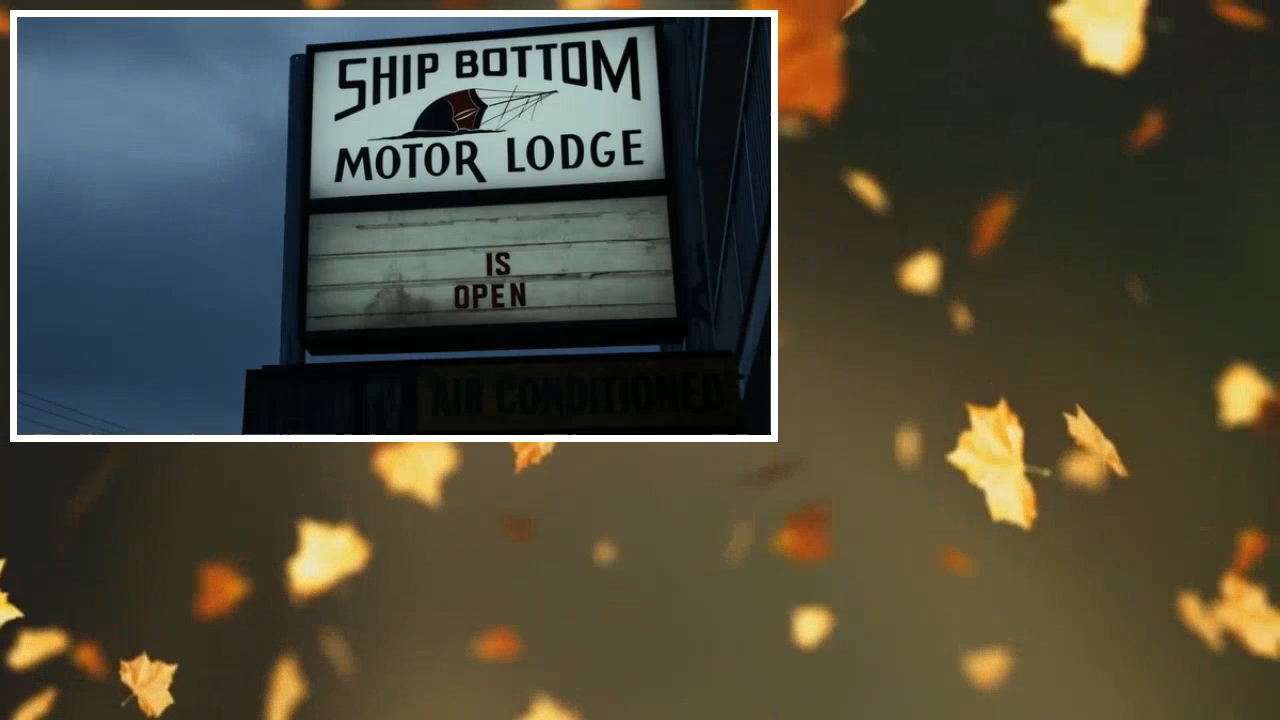 SHIP BOTTOM
MOTOR LODGE
IS
OPEN
AIR CONDITIONED